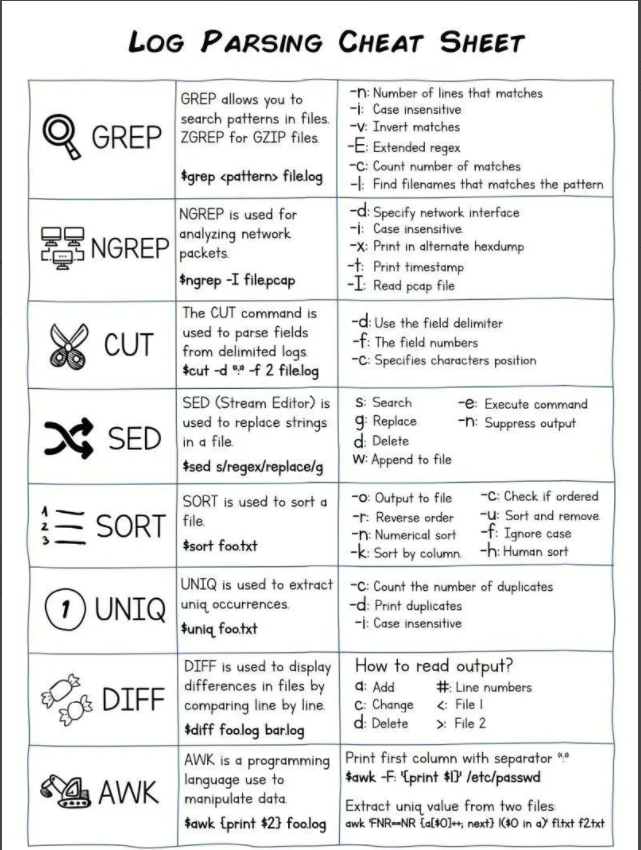 LOG PARSING CHEAT SHEET
GREP
GREP allows you to
search patterns in files.
ZGREP for GZIP files.
$grep <pattern> file.log
-n: Number of lines that matches
-i: Case insensitive
-v: Invert matches
-E: Extended regex
-c: Count number of matches
-l: Find filenames that matches the pattern
NGREP
NGREP is used for
analyzing network
packets.
$ngrep -I file.pcap
-d: Specify network interface
-i: Case insensitive.
-x: Print in alternate hexdump
-t: Print timestamp
-I: Read pcap file
CUT
The CUT command is
used to parse fields
from delimited logs.
$cut -d ":" -f 2 file.log
-d: Use the field delimiter
-f: The field numbers
-c: Specifies characters position
SED
SED (Stream Editor) is
used to replace strings
in a file.
$sed s/regex/replace/g
s: Search
g: Replace
d: Delete
w: Append to file
-e: Execute command
-n: Suppress output
1
2
3
SORT
SORT is used to sort a
file.
$sort foo.txt
-o: Output to file
-r: Reverse order
-n: Numerical sort
-k: Sort by column.
-c: Check if ordered
-u: Sort and remove.
-f: Ignore case
-h: Human sort
1
UNIQ
UNIQ is used to extract
uniq occurrences.
$uniq foo.txt
-c: Count the number of duplicates
-d: Print duplicates
-i: Case insensitive
DIFF
DIFF is used to display
differences in files by
comparing line by line.
$diff foo.log bar.log
How to read output?
a: Add
c: Change
d: Delete
#: Line numbers
<: File 1
>: File 2
AWK
AWK is a programming
language use to
manipulate data.
$awk {print $2} foo.log
Print first column with separator ":"
$awk -F: '{print $1}' /etc/passwd
Extract uniq value from two files:
awk 'FNR==NR {a[$0]++; next} !($0 in a)' f1.txt f2.txt